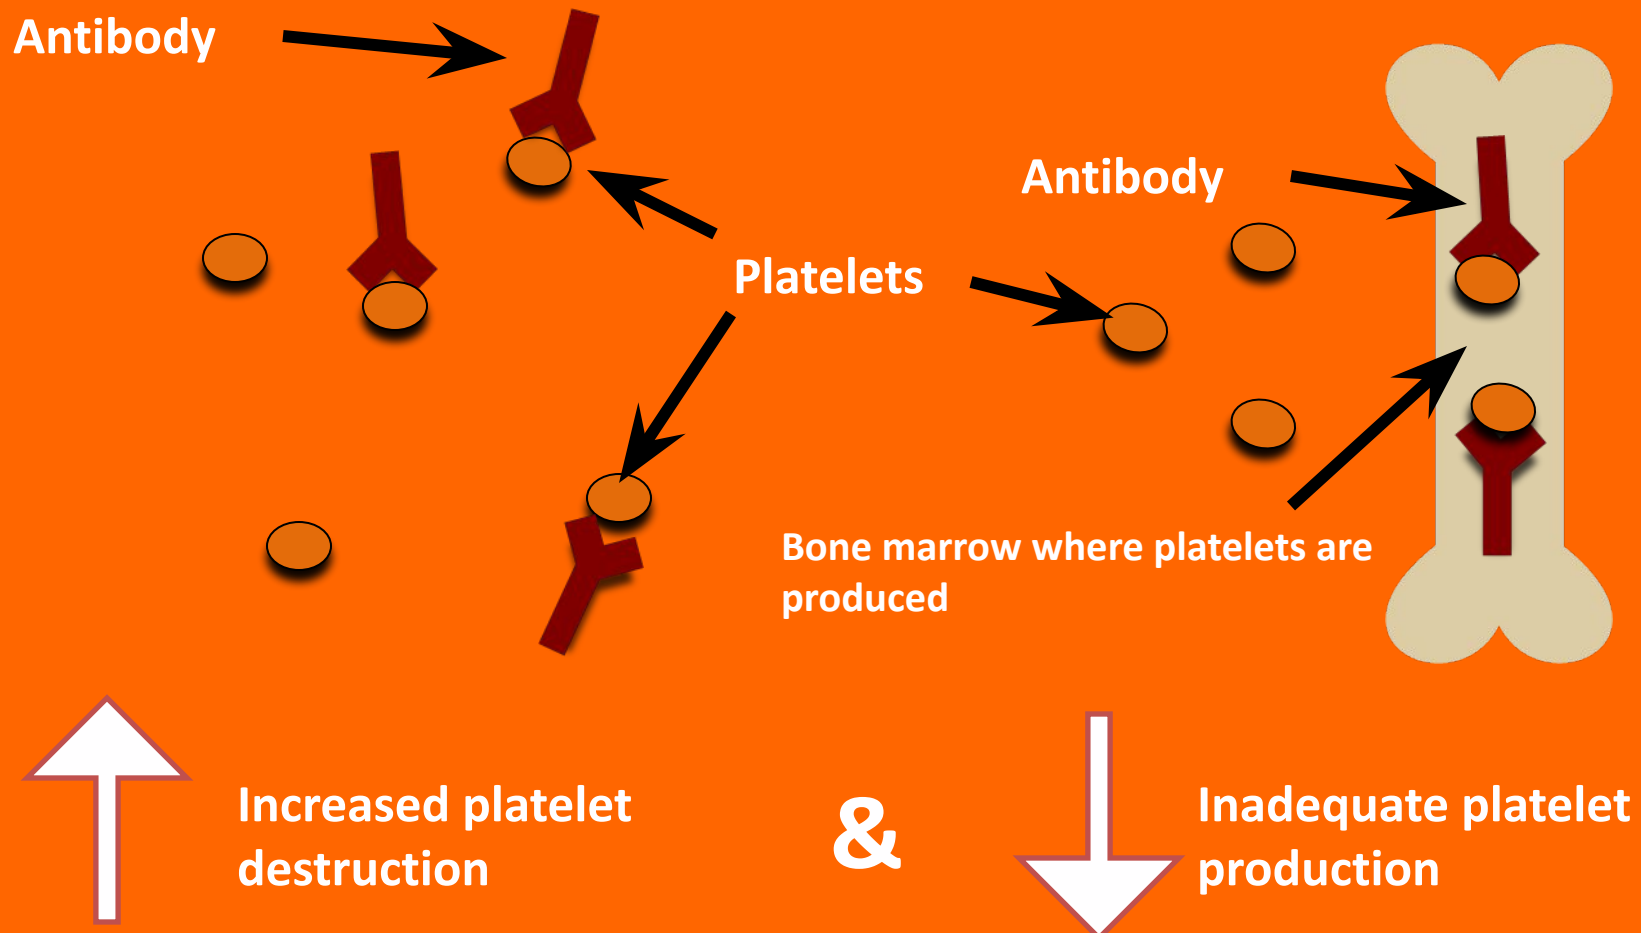 Antibody
Antibody
Platelets
Bone marrow where platelets are
produced
Increased platelet
destruction
&
Inadequate platelet
production